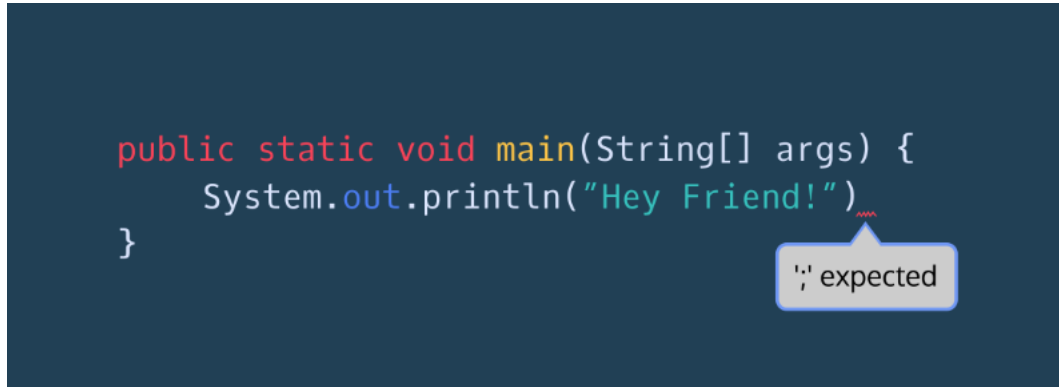 public static void main(String[] args) {
System.out.println("Hey Friend!")
}
';' expected